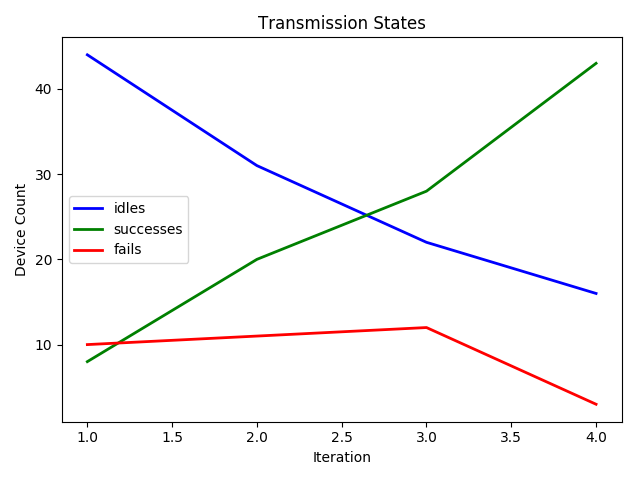 Transmission States
Device Count
40
30
20
10
idles
successes
fails
1.0 1.5 2.0 2.5 3.0 3.5 4.0
Iteration